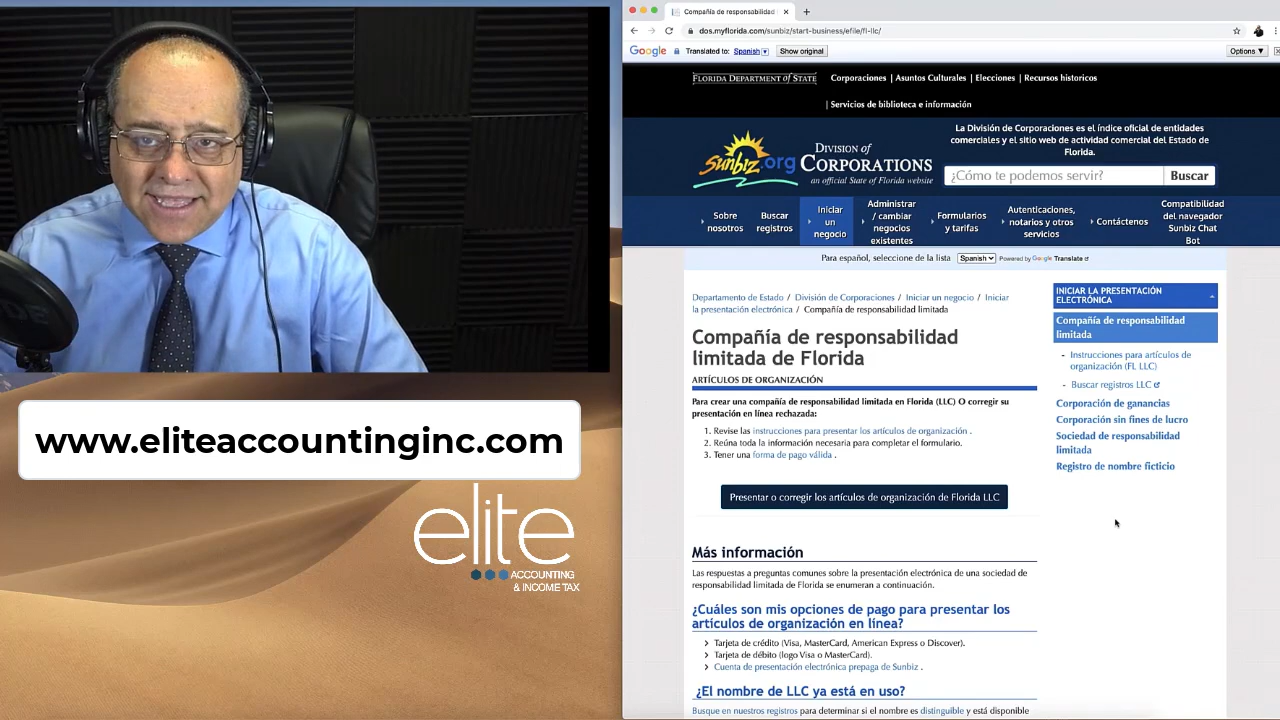 www.eliteaccountinginc.com
elite
ACCOUNTING
& INCOME TAX
Compañía de responsabilidad
dos.myflorida.com/sunbiz/start-business/efile/fl-llc/
Google Translated to: Spanish Show original Options
FLORIDA DEPARTMENT OF STATE
Corporaciones | Asuntos Culturales | Elecciones | Recursos historicos
| Servicios de biblioteca e información
Sunbiz.org
DIVISION of
CORPORATIONS
an official State of Florida website
La División de Corporaciones es el índice oficial de entidades
comerciales y el sitio web de actividad comercial del Estado de
Florida.
¿Cómo te podemos servir? Buscar
Sobre
nosotros
Buscar
registros
Iniciar
un
negocio
Administrar
/ cambiar
negocios
existentes
Formularios
y tarifas
Autenticaciones,
notarios y otros
servicios
Contáctenos
Compatibilidad
del navegador
Sunbiz Chat
Bot
Para español, seleccione de la lista Spanish Powered by Google Translate
Departamento de Estado / División de Corporaciones / Iniciar un negocio / Iniciar
la presentación electrónica / Compañía de responsabilidad limitada
Compañía de responsabilidad
limitada de Florida
ARTÍCULOS DE ORGANIZACIÓN
Para crear una compañía de responsabilidad limitada en Florida (LLC) O corregir su
presentación en línea rechazada:
1. Revise las instrucciones para presentar los artículos de organización .
2. Reúna toda la información necesaria para completar el formulario.
3. Tener una forma de pago válida .
Presentar o corregir los artículos de organización de Florida LLC
Más información
Las respuestas a preguntas comunes sobre la presentación electrónica de una sociedad de
responsabilidad limitada de Florida se enumeran a continuación.
¿Cuáles son mis opciones de pago para presentar los
artículos de organización en línea?
Tarjeta de crédito (Visa, MasterCard, American Express o Discover).
Tarjeta de débito (logo Visa o MasterCard).
Cuenta de presentación electrónica prepaga de Sunbiz .
¿El nombre de LLC ya está en uso?
Busque en nuestros registros para determinar si el nombre es distinguible y está disponible
INICIAR LA PRESENTACIÓN
ELECTRÓNICA
Compañía de responsabilidad
limitada
- Instrucciones para artículos de
organización (FL LLC)
- Buscar registros LLC
Corporación de ganancias
Corporación sin fines de lucro
Sociedad de responsabilidad
limitada
Registro de nombre ficticio